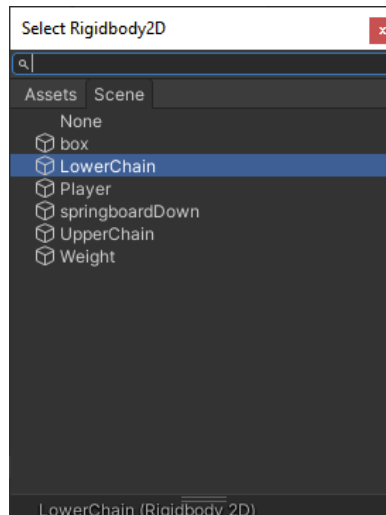 Select Rigidbody2D
x
Assets Scene
None
box
LowerChain
Player
springboardDown
UpperChain
Weight
LowerChain (Rigidbody 2D)